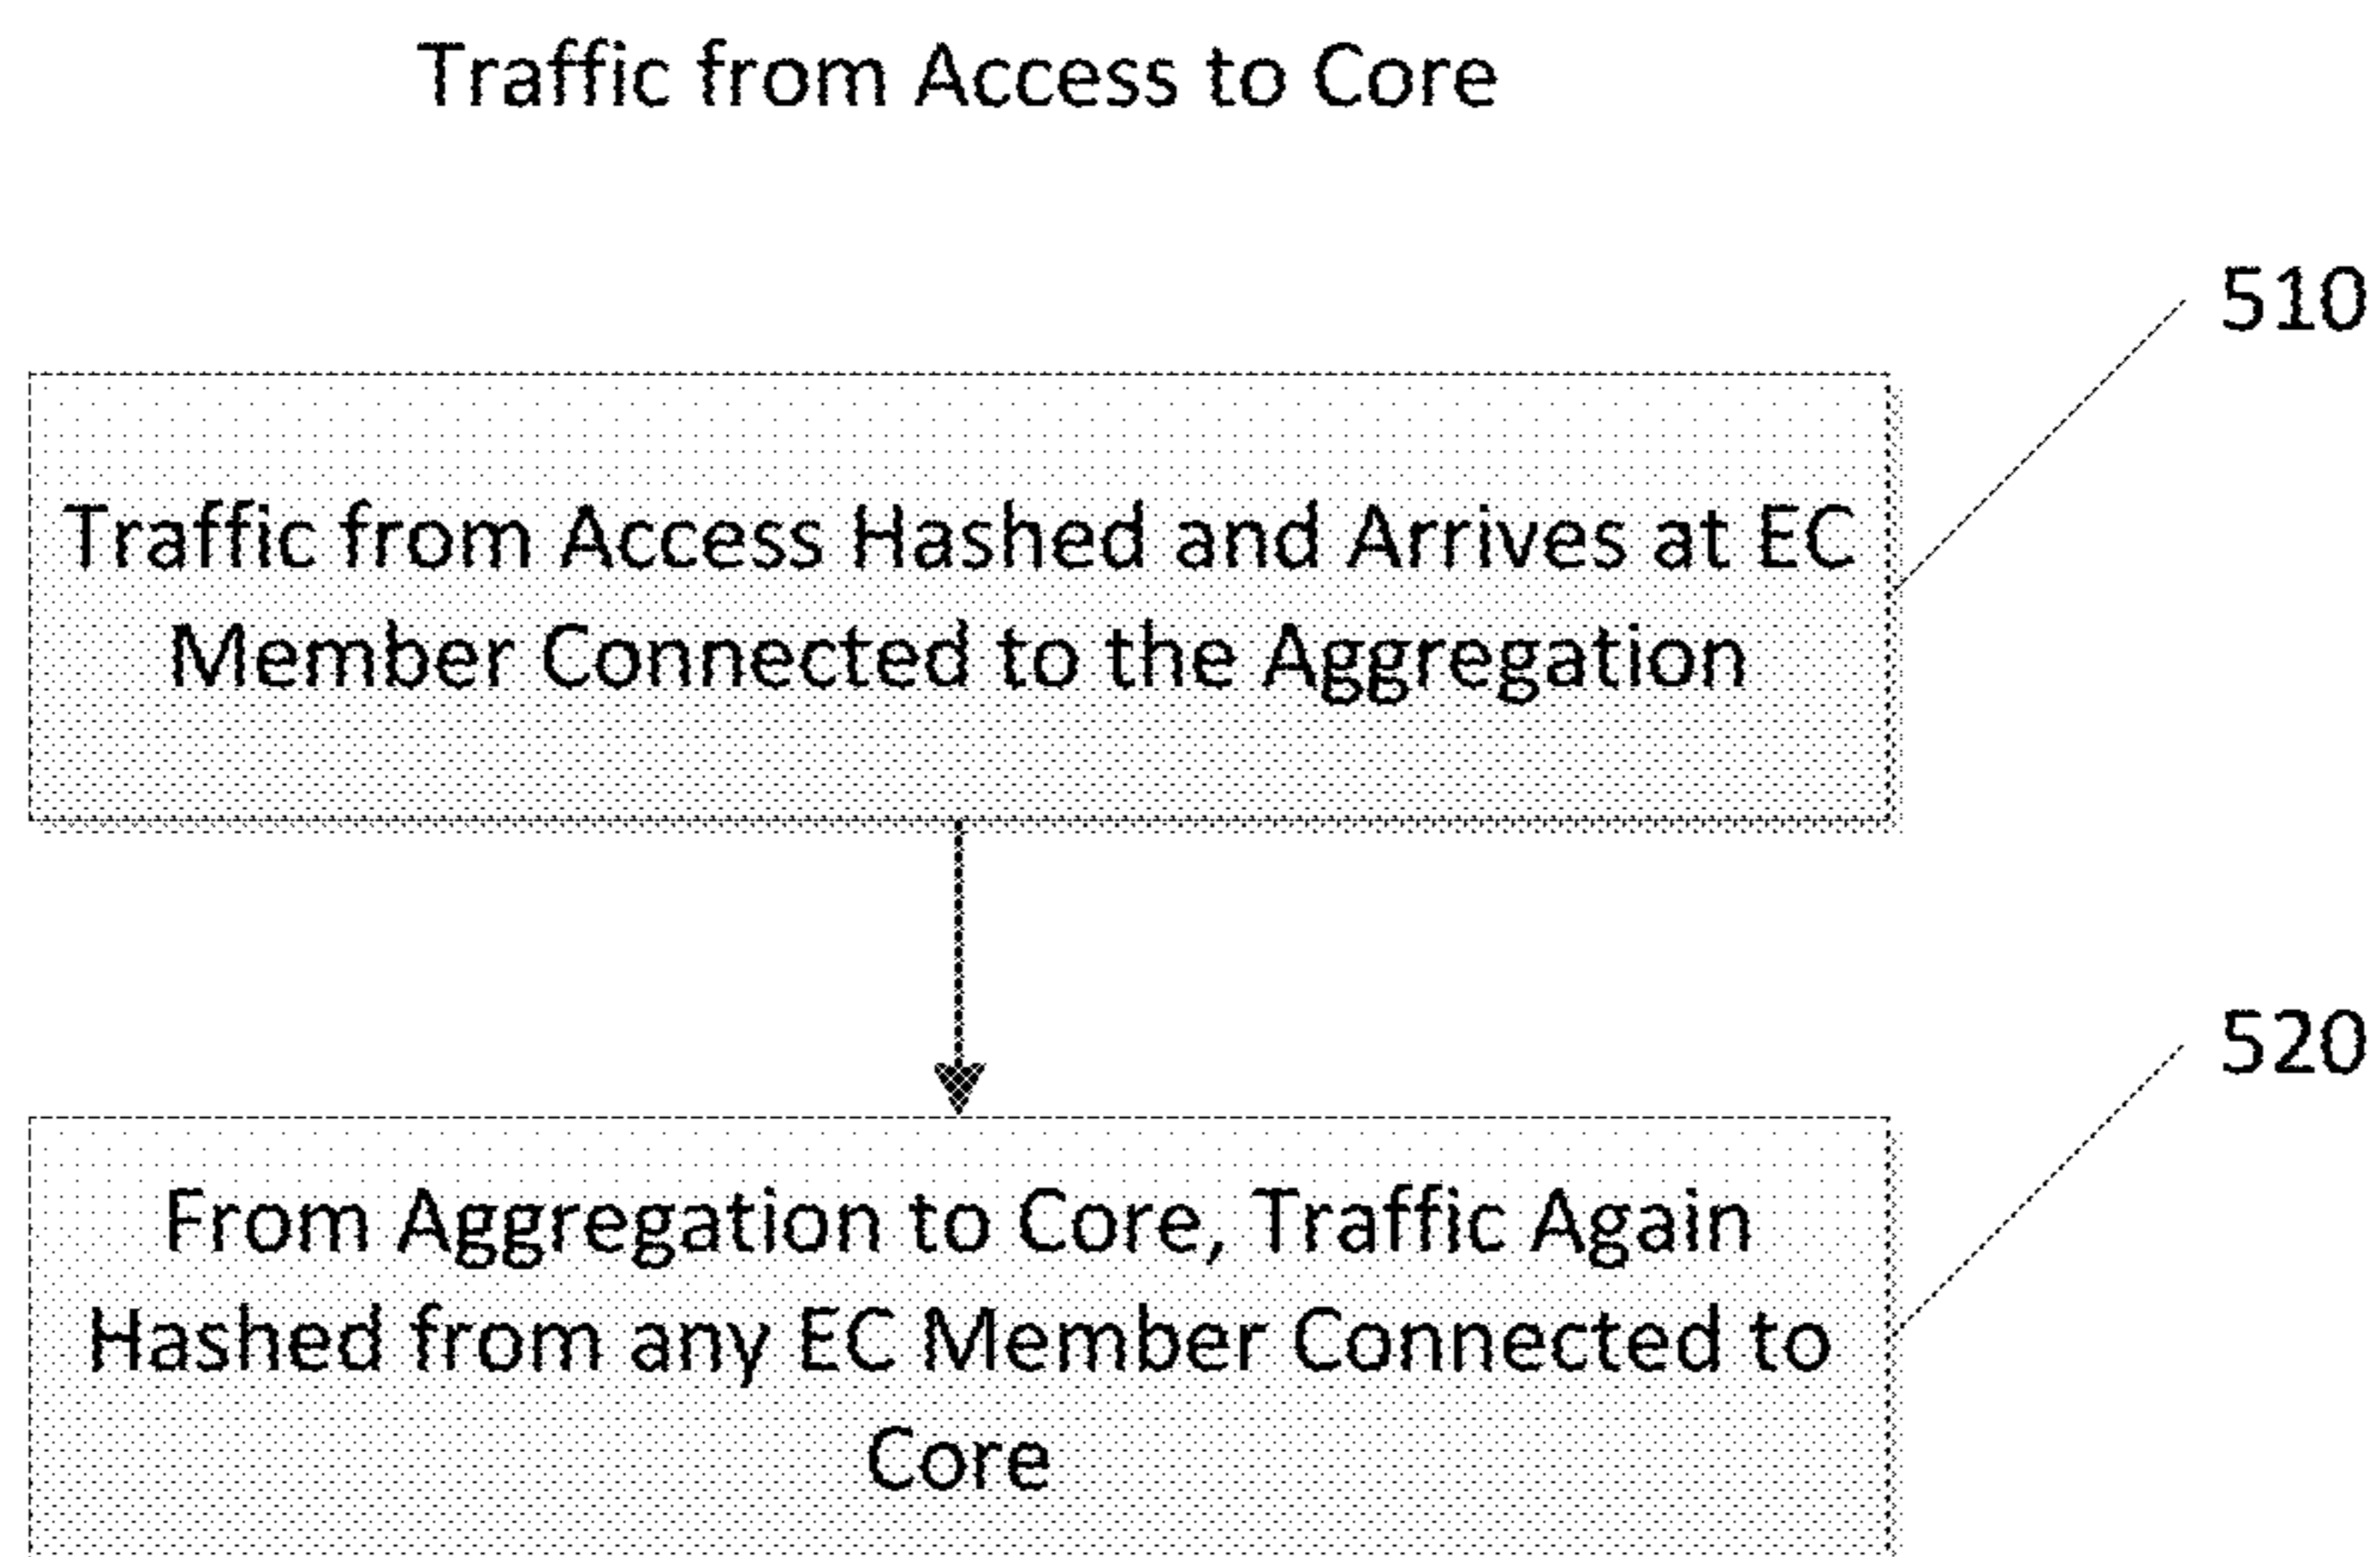 Traffic from Access to Core
510
Traffic from Access Hashed and Arrives at EC
Member Connected to the Aggregation
520
From Aggregation to Core, Traffic Again
Hashed from any EC Member Connected to
Core